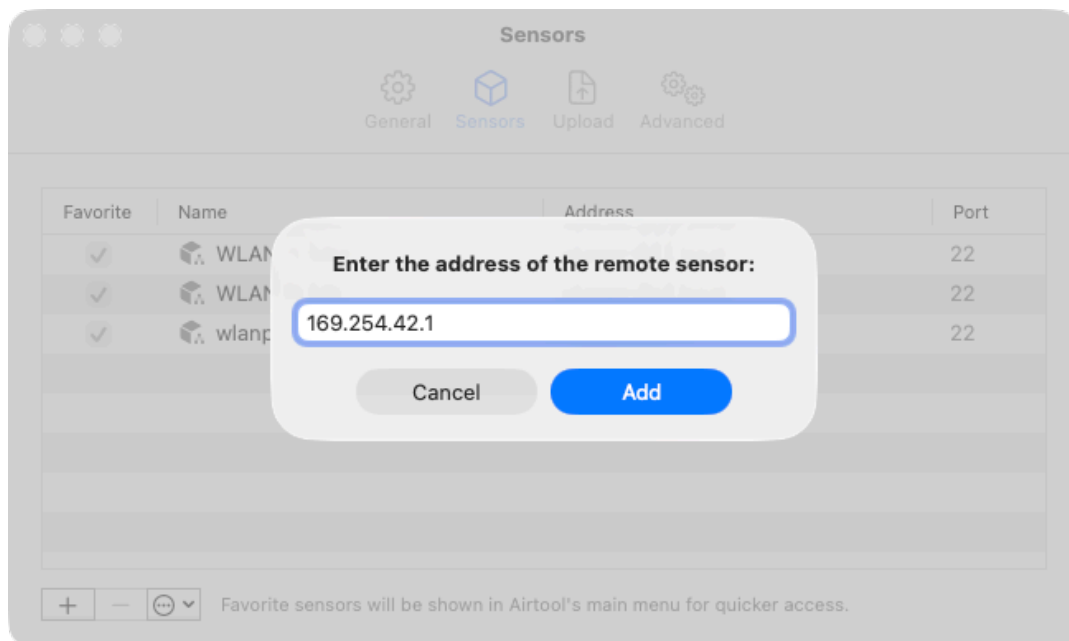 Sensors
General Sensors Upload Advanced
Favorite Name Address Port
22
22
22
Enter the address of the remote sensor:
169.254.42.1
Cancel Add
Favorite sensors will be shown in Airtool's main menu for quicker access.